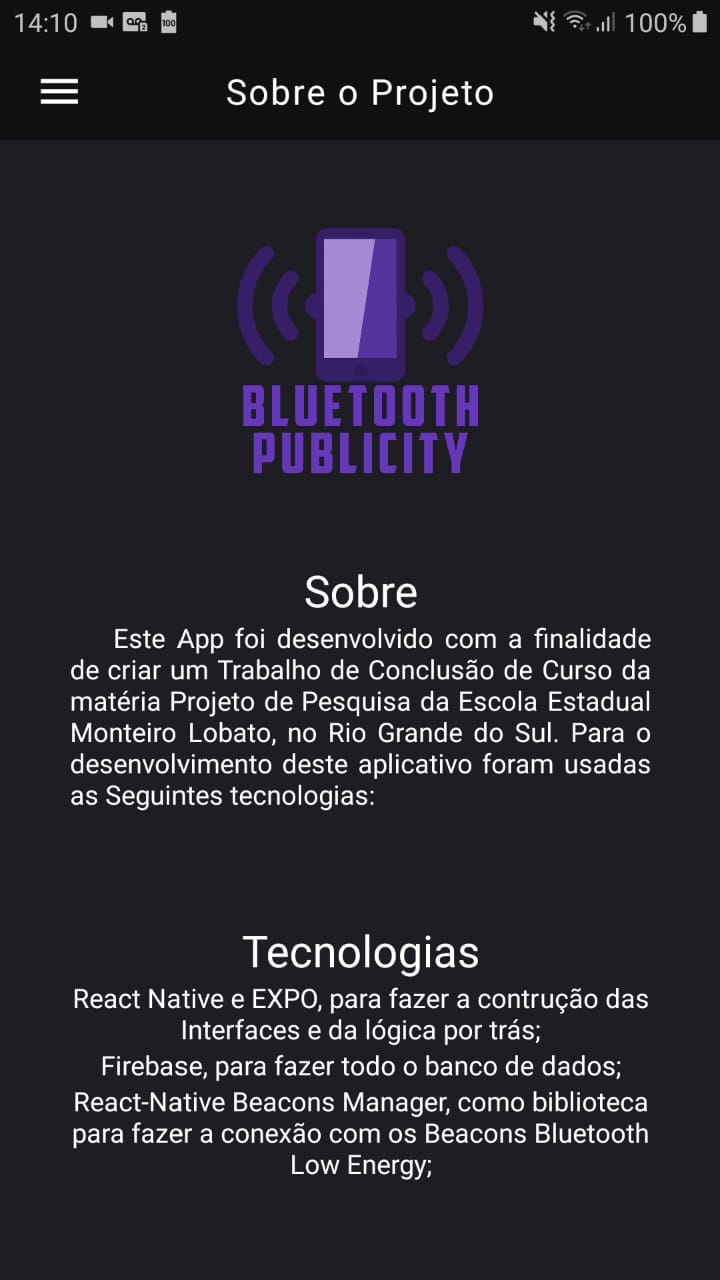 14:10
2
100
100%
Sobre o Projeto
BLUETOOTH
PUBLICITY
Sobre
Este App foi desenvolvido com a finalidade
de criar um Trabalho de Conclusão de Curso da
matéria Projeto de Pesquisa da Escola Estadual
Monteiro Lobato, no Rio Grande do Sul. Para o
desenvolvimento deste aplicativo foram usadas
as Seguintes tecnologias:
Tecnologias
React Native e EXPO, para fazer a contrução das
Interfaces e da lógica por trás;
Firebase, para fazer todo o banco de dados;
React-Native Beacons Manager, como biblioteca
para fazer a conexão com os Beacons Bluetooth
Low Energy;